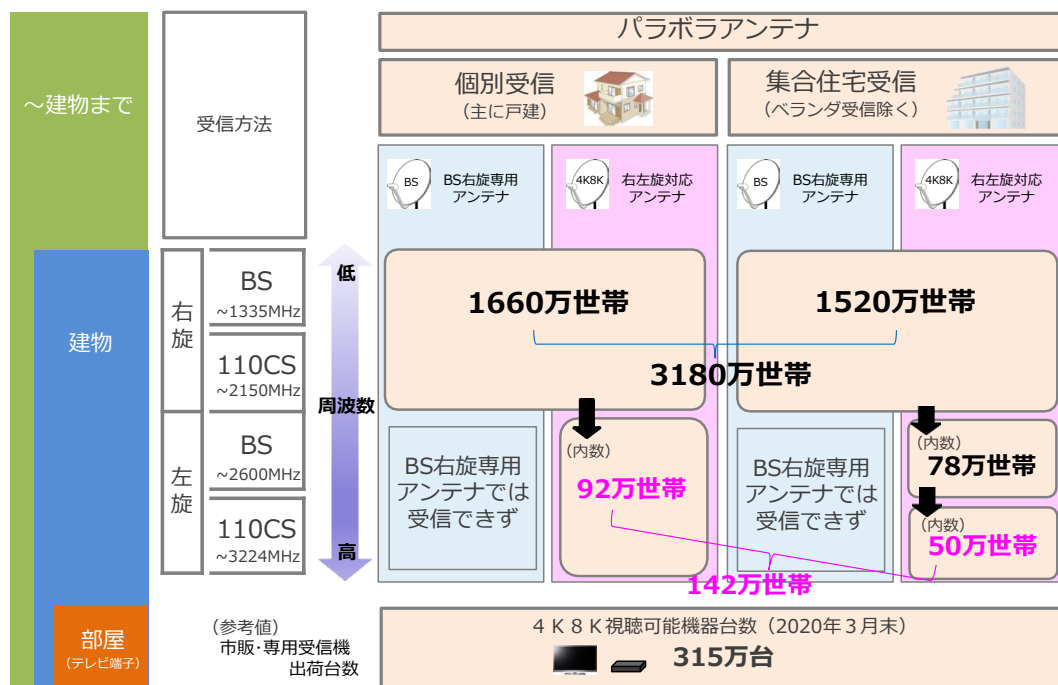 パラボラアンテナ
～建物まで
受信方法
個別受信
（主に戸建）
集合住宅受信
（ベランダ受信除く）
BS
BS右旋専用
アンテナ
4K8K
右左旋対応
アンテナ
BS
BS右旋専用
アンテナ
4K8K
右左旋対応
アンテナ
建物
右旋
BS
~1335MHz
110CS
~2150MHz
左旋
BS
~2600MHz
110CS
~3224MHz
低
周波数
高
1660万世帯
1520万世帯
3180万世帯
BS右旋専用
アンテナでは
受信できず
（内数）
92万世帯
BS右旋専用
アンテナでは
受信できず
（内数）
78万世帯
（内数）
50万世帯
142万世帯
部屋
（テレビ端子）
（参考値）
市販・専用受信機
出荷台数
４Ｋ８Ｋ視聴可能機器台数（2020年３月末）
315万台